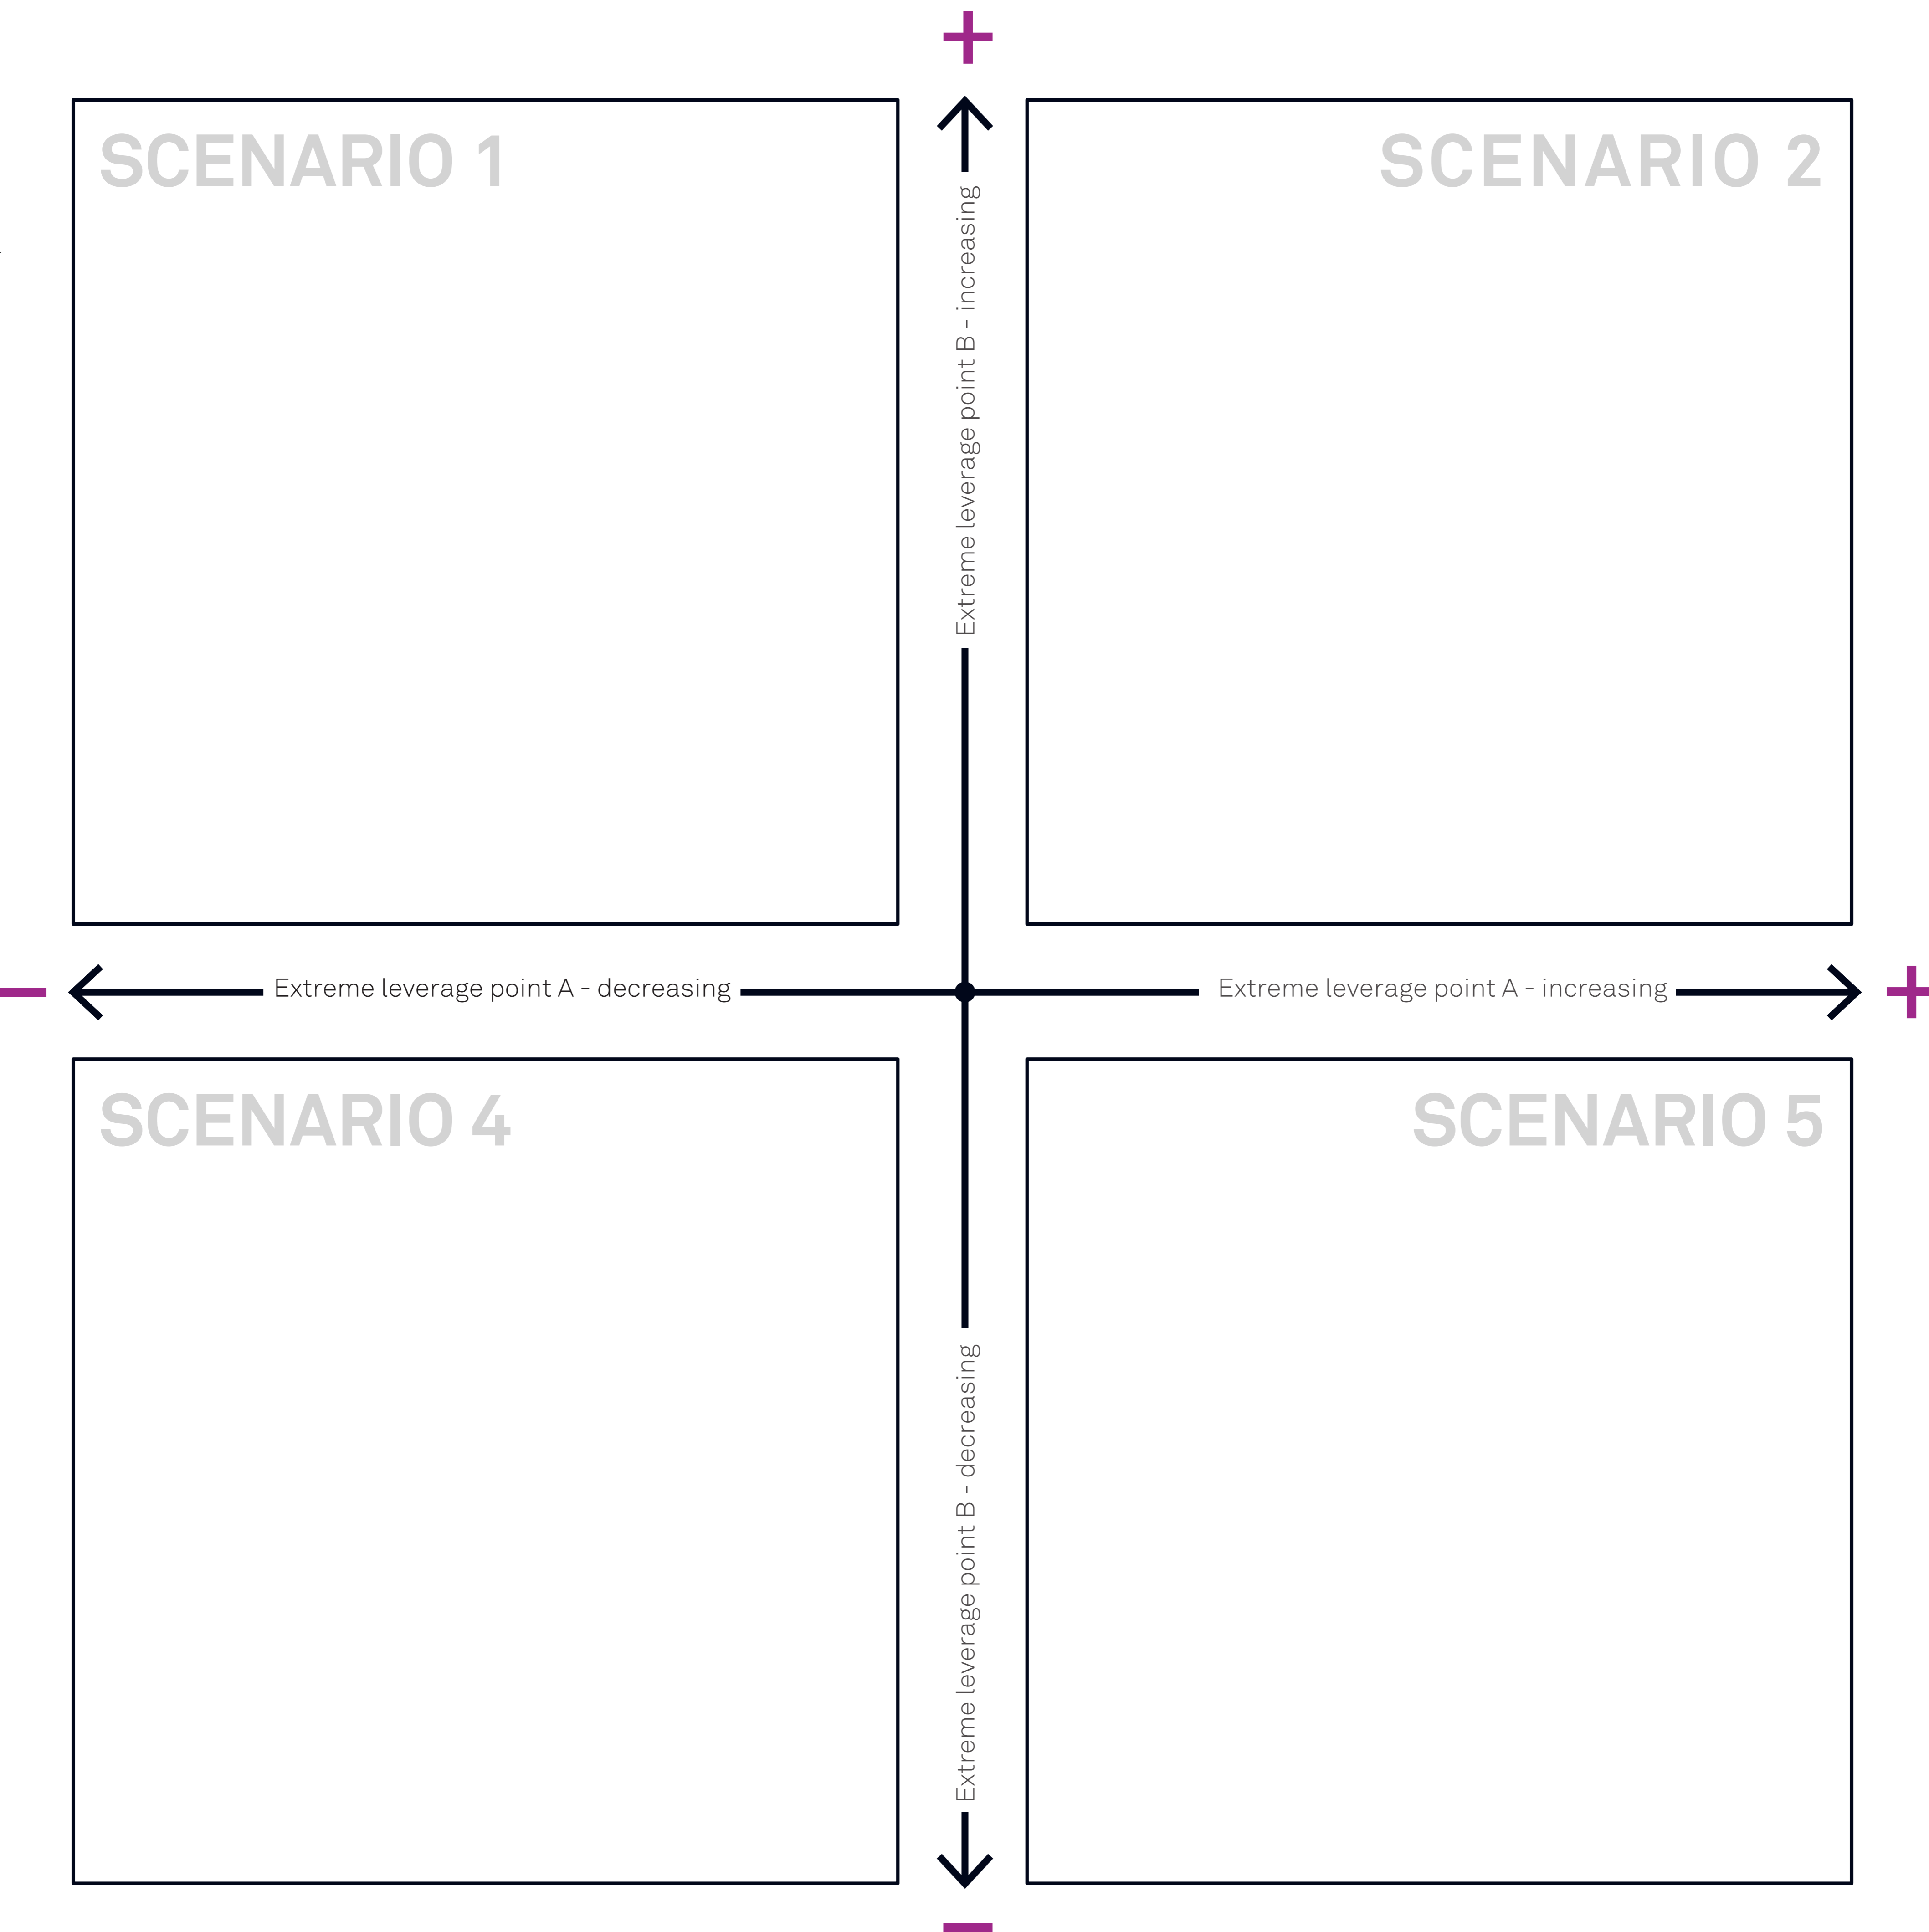 +
SCENARIO 1
SCENARIO 2
Extreme leverage point B - increasing
– Extreme leverage point A - decreasing
Extreme leverage point A - increasing +
SCENARIO 4
SCENARIO 5
Extreme leverage point B - decreasing
–